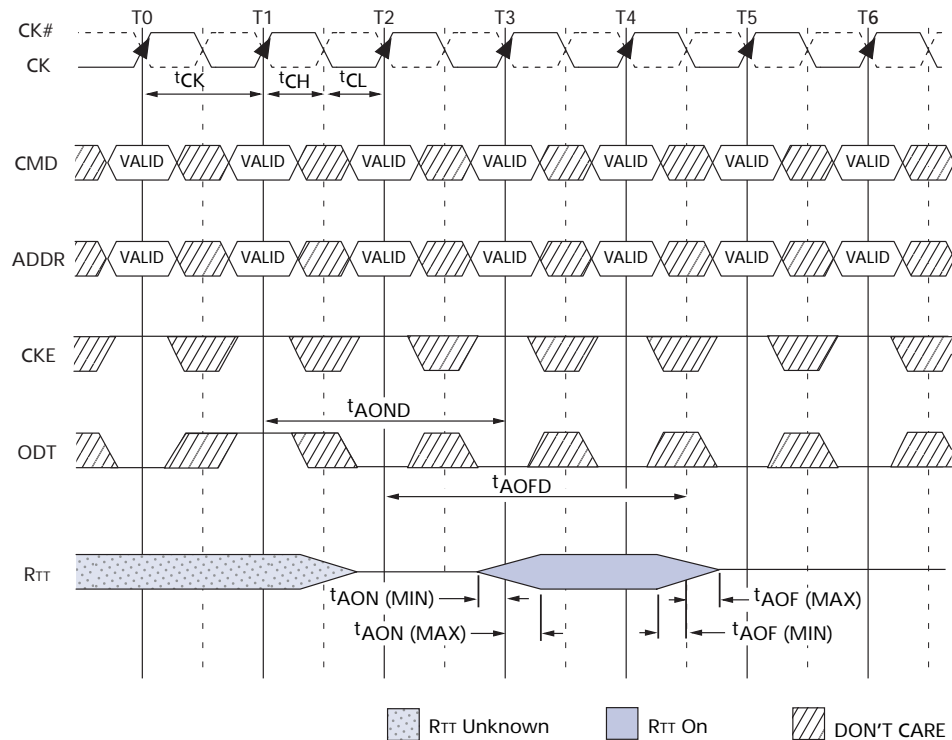 T0 T1 T2 T3 T4 T5 T6
CK#
CK
tCK tCH tCL
CMD VALID VALID VALID VALID VALID VALID VALID
ADDR VALID VALID VALID VALID VALID VALID VALID
CKE
tAOND
ODT
tAOFD
RTT
tAON (MIN) tAOF (MAX)
tAON (MAX) tAOF (MIN)
RTT Unknown RTT On DON'T CARE